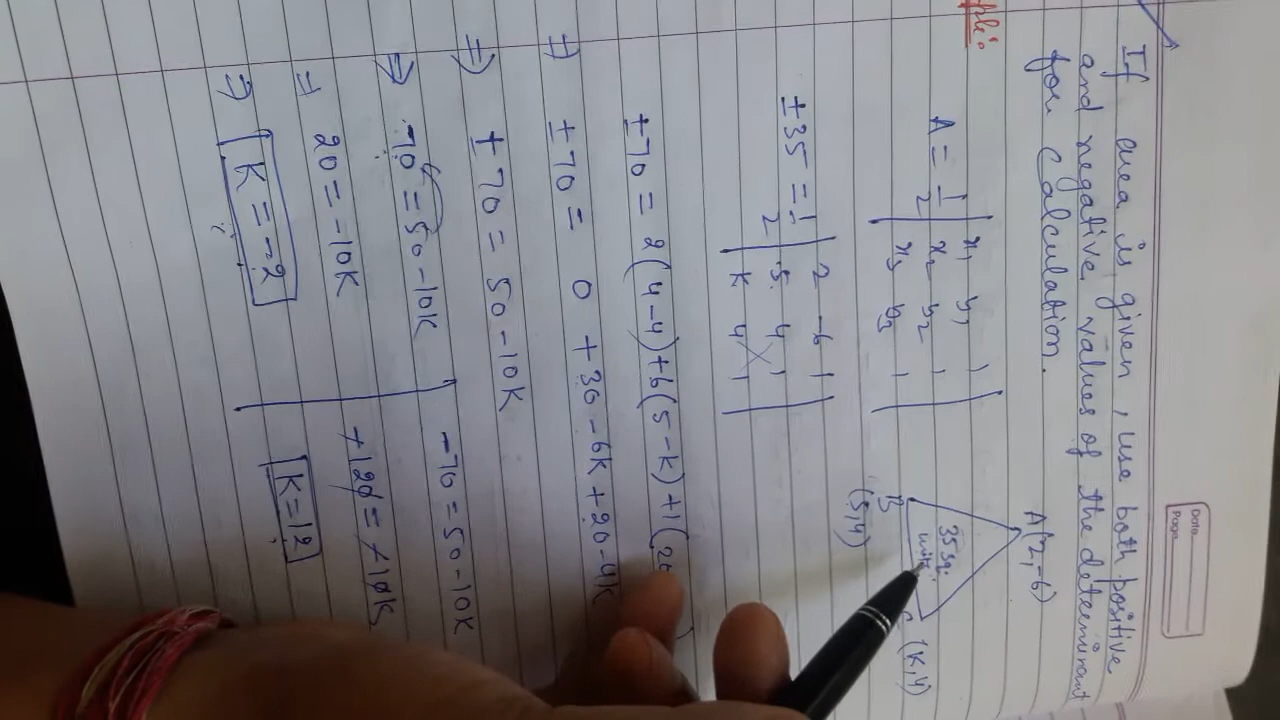 Date
Page
If area is given, use both positive
and negative values of the determinant
for calculation.
ple:
A = 1/2 | x1 y1 1
x2 y2 1
x3 y3 1 |
A(2,-6)
35 sq.
B
(5,4)
C (K,4)
±35 = 1/2 | 2 -6 1
5 4 1
K 4 1 |
±70 = 2(4-4)+6(5-K)+1(20
⇒ ±70 = 0 + 30 -6K + 20 -4K
⇒ ±70 = 50 -10K
⇒ 70 = 50 -10K
⇒ 20 = -10K
⇒ K = -2
-70 = 50 -10K
+120 = +10K
K = 12